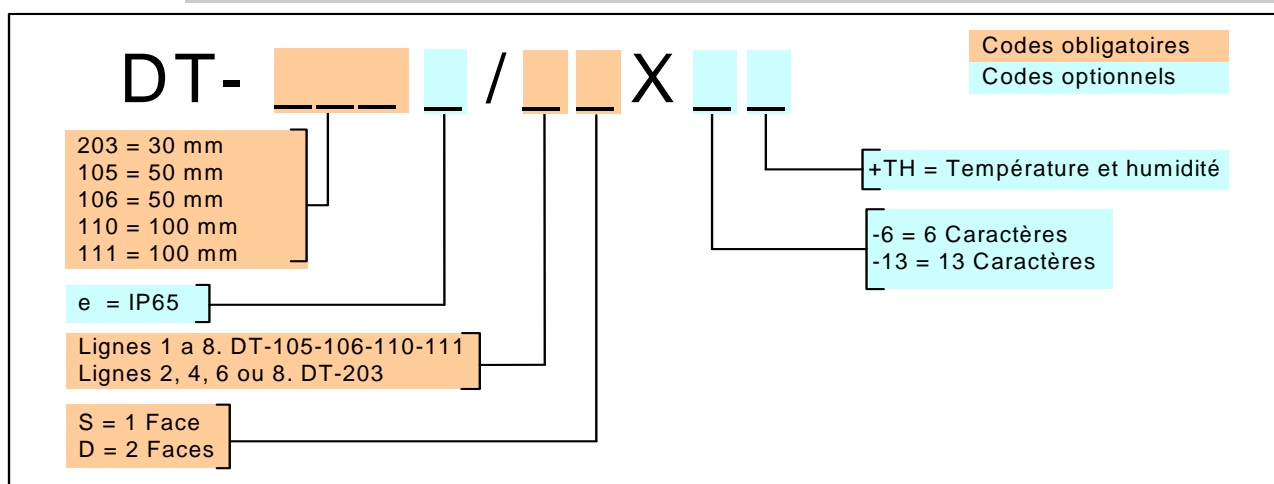 DT- ___ _ / _ _ X _ _
Codes obligatoires
Codes optionnels
203 = 30 mm
105 = 50 mm
106 = 50 mm
110 = 100 mm
111 = 100 mm
+TH = Température et humidité
-6 = 6 Caractères
-13 = 13 Caractères
e = IP65
Lignes 1 a 8. DT-105-106-110-111
Lignes 2, 4, 6 ou 8. DT-203
S = 1 Face
D = 2 Faces